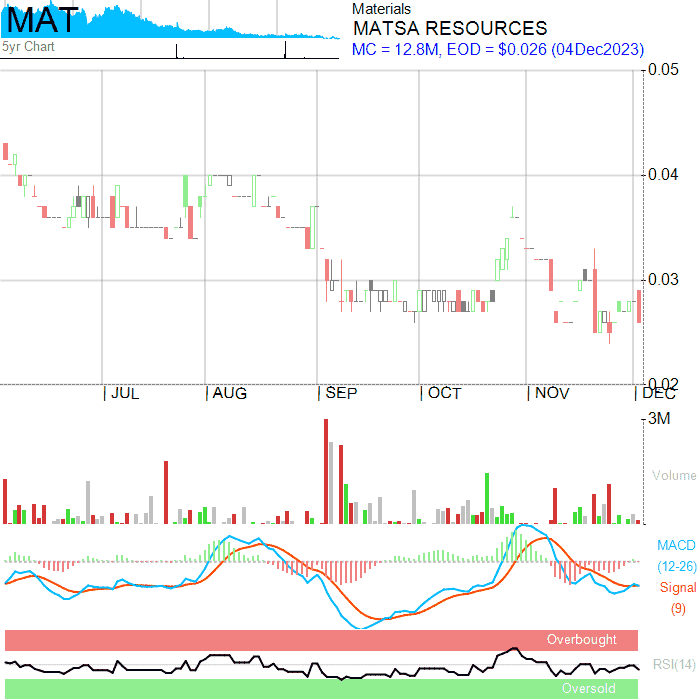 MAT
5yr Chart
Materials
MATSA RESOURCES
MC = 12.8M, EOD = $0.026 (04Dec2023)
0.05
0.04
0.03
0.02
JUL AUG SEP OCT NOV DEC
3M
Volume
MACD
(12-26)
Signal
(9)
Overbought
RSI(14)
Oversold